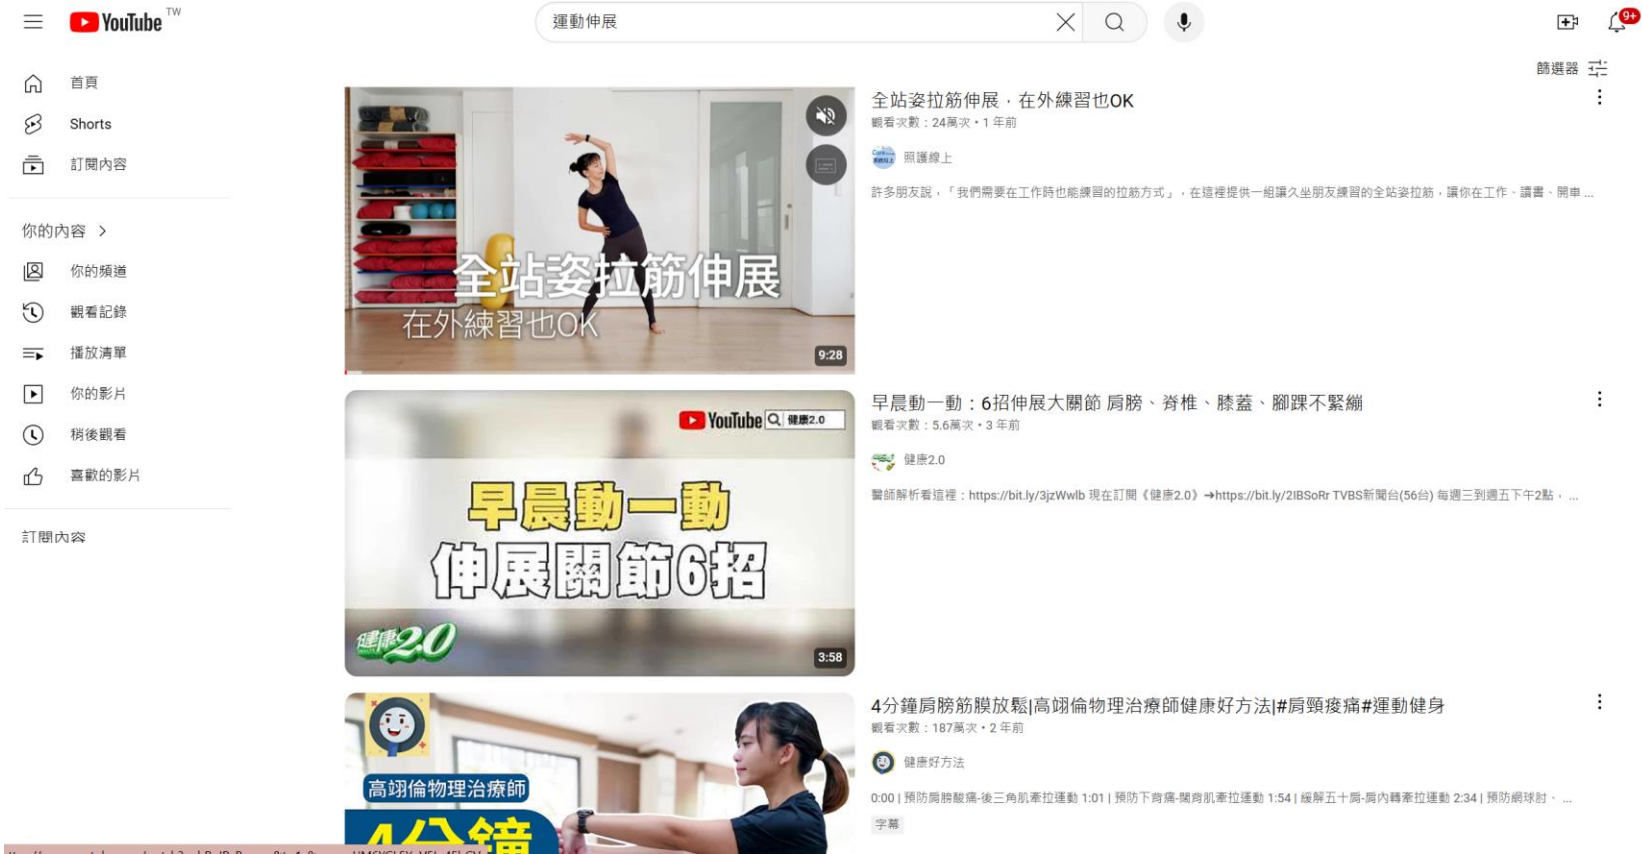 YouTube TW
運動伸展
9+
篩選器
首頁
Shorts
訂閱內容
你的內容
你的頻道
觀看記錄
播放清單
你的影片
稍後觀看
喜歡的影片
訂閱內容
全站姿拉筋伸展
在外練習也OK
9:28
全站姿拉筋伸展，在外練習也OK
觀看次數：24萬次・1 年前
照護線上
許多朋友說，「我們需要在工作時也能練習的拉筋方式」，在這裡提供一組讓久坐朋友練習的全站姿拉筋，讓你在工作、讀書、開車 ...
YouTube 健康2.0
早晨動一動
伸展關節6招
健康2.0
3:58
早晨動一動：6招伸展大關節 肩膀、脊椎、膝蓋、腳踝不緊繃
觀看次數：5.6萬次・3 年前
健康2.0
醫師解析看這裡：https://bit.ly/3jzWwlb 現在訂閱《健康2.0》➔https://bit.ly/2IBSoRr TVBS新聞台(56台) 每週三到週五下午2點， ...
高翊倫物理治療師
4分鐘
4分鐘肩膀筋膜放鬆|高翊倫物理治療師健康好方法|#肩頸痠痛#運動健身
觀看次數：187萬次・2 年前
健康好方法
0:00 | 預防肩膀酸痛-後三角肌牽拉運動 1:01 | 預防下背痛-闊背肌牽拉運動 1:54 | 緩解五十肩-肩內轉牽拉運動 2:34 | 預防網球肘、 ...
字幕